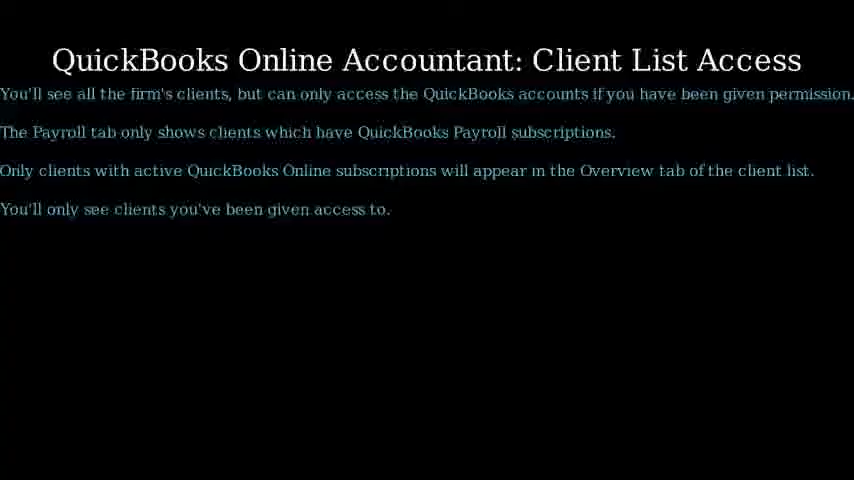 QuickBooks Online Accountant: Client List Access
You'll see all the firm's clients, but can only access the QuickBooks accounts if you have been given permission.
The Payroll tab only shows clients which have QuickBooks Payroll subscriptions.
Only clients with active QuickBooks Online subscriptions will appear in the Overview tab of the client list.
You'll only see clients you've been given access to.